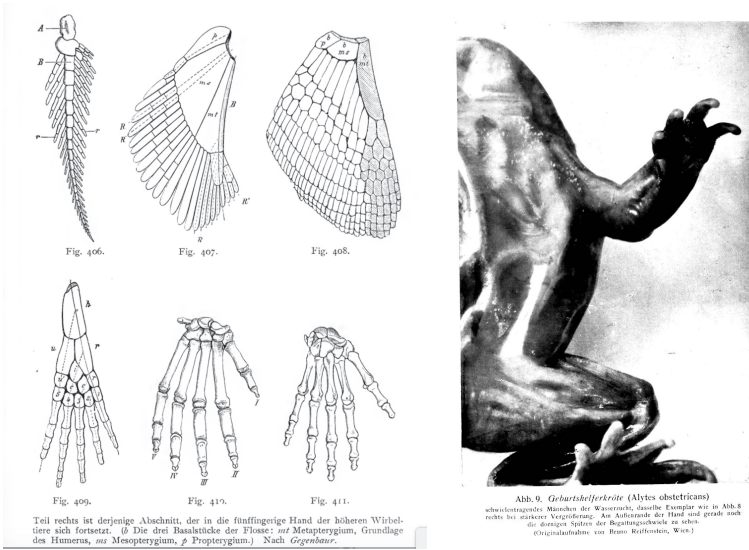 A
B
r
r
Fig. 406.
p
ms
mt
B
R
R
R'
R
Fig. 407.
b
p
b
ms
b
mt
Fig. 408.
h
u
r
Fig. 409.
I
V
IV
III
II
Fig. 410.
Fig. 411.
Teil rechts ist derjenige Abschnitt, der in die fünffingerige Hand der höheren Wirbel-
tiere sich fortsetzt. (b Die drei Basalstücke der Flosse: mt Metapterygium, Grundlage
des Humerus, ms Mesopterygium, p Propterygium.) Nach Gegenbaur.
Abb. 9. Geburtshelferkröte (Alytes obstetricans)
schwielentragendes Männchen der Wasserzucht, dasselbe Exemplar wie in Abb. 8
rechts bei stärkerer Vergrößerung. Am Außenrande der Hand sind gerade noch
die dornigen Spitzen der Begattungsschwiele zu sehen.
(Originalaufnahme von Bruno Reiffenstein, Wien.)